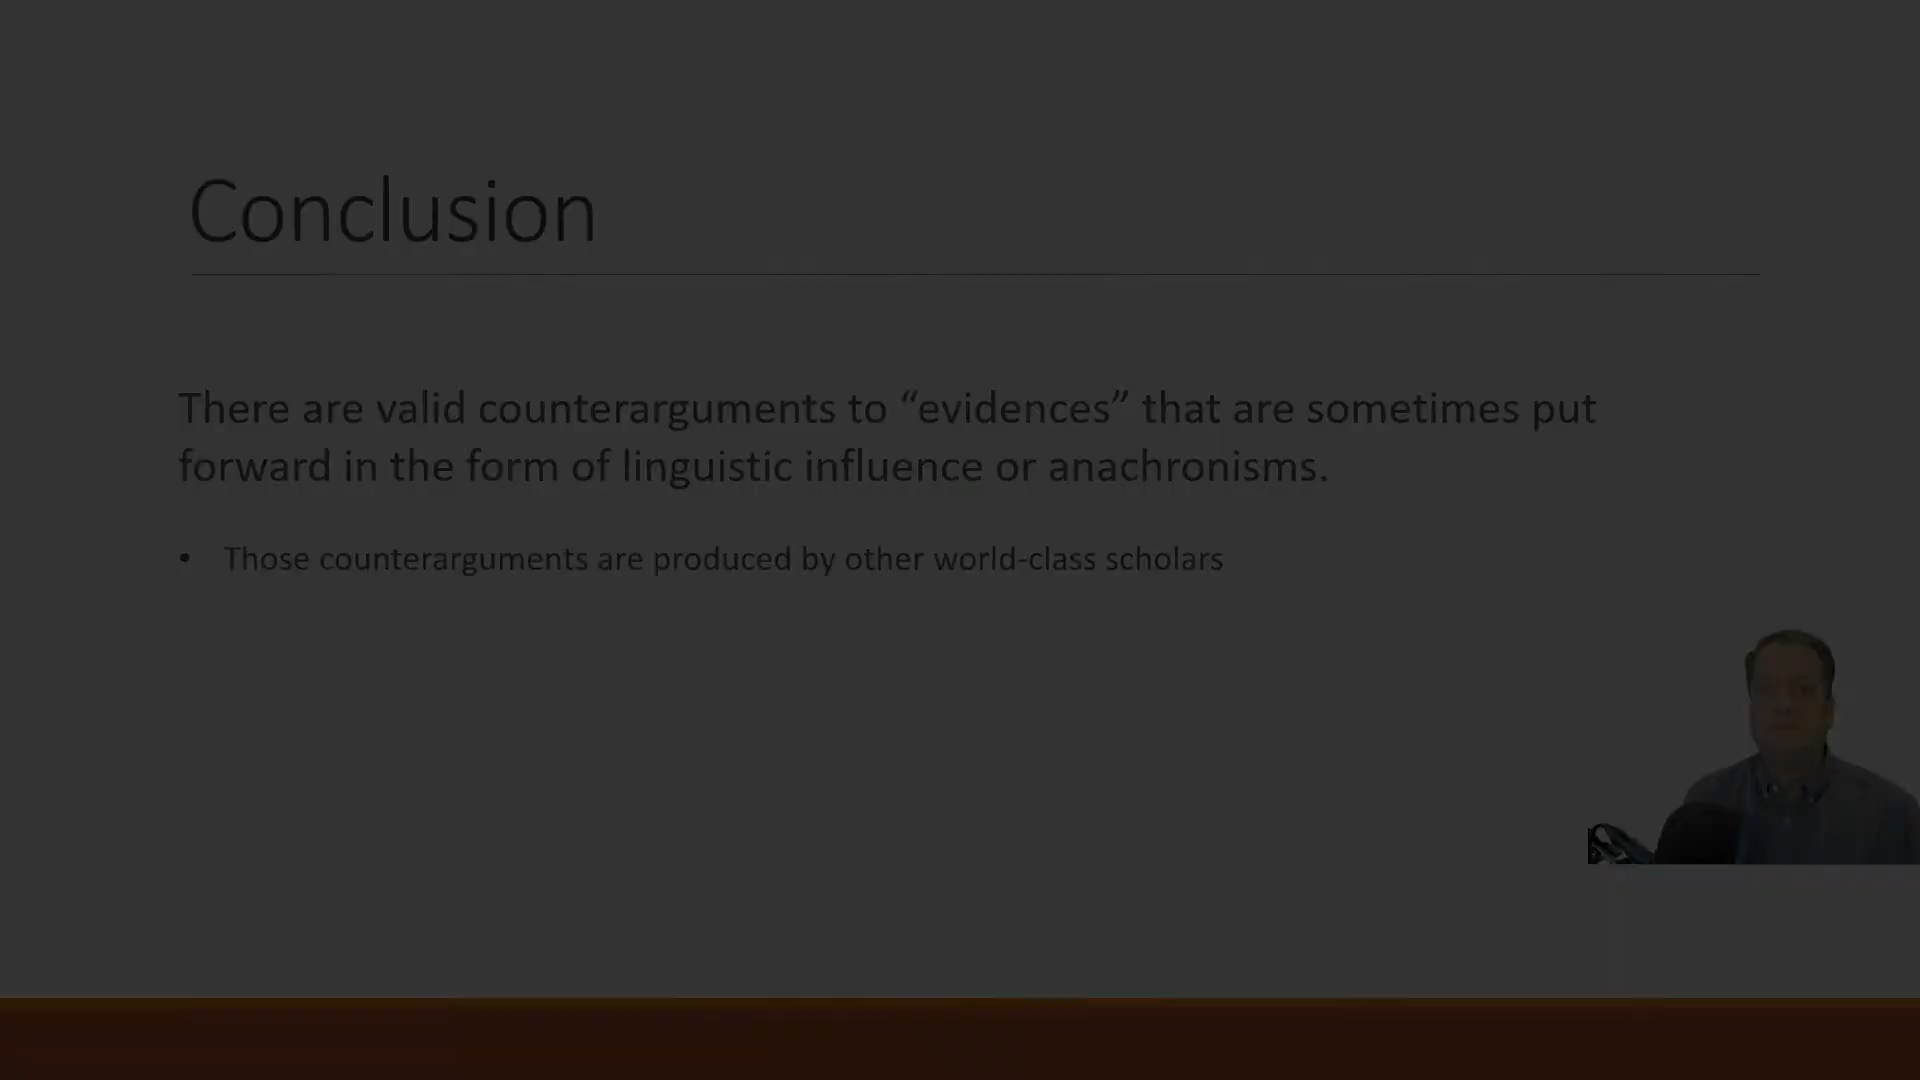 Conclusion
There are valid counterarguments to “evidences” that are sometimes put
forward in the form of linguistic influence or anachronisms.
• Those counterarguments are produced by other world-class scholars